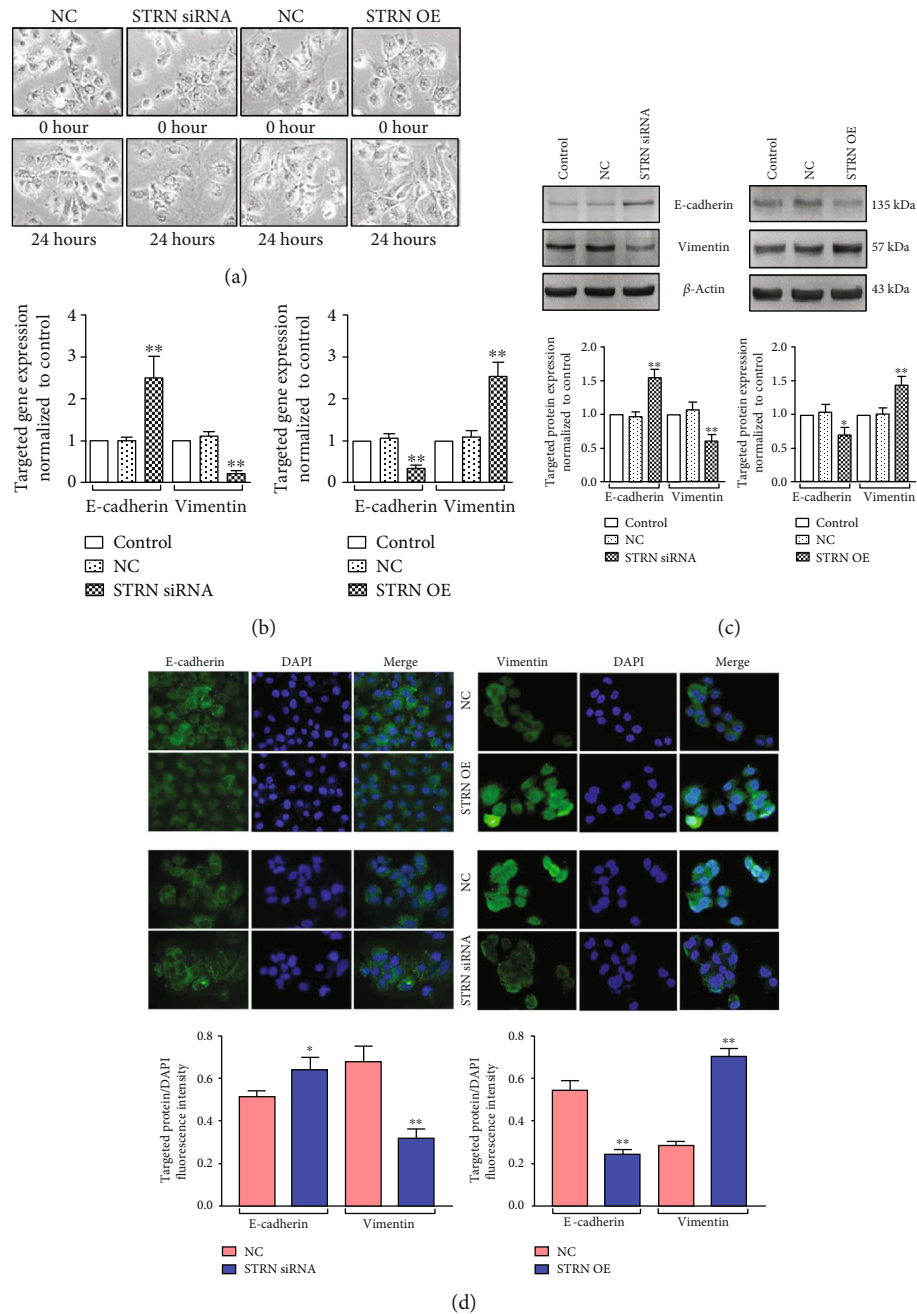 NC STRN siRNA NC STRN OE
0 hour 0 hour 0 hour 0 hour
24 hours 24 hours 24 hours 24 hours
(a)
Targeted gene expression
normalized to control
4
3
2
1
0
**
**
E-cadherin Vimentin
Control
NC
STRN siRNA
Targeted gene expression
normalized to control
4
3
2
1
0
**
**
E-cadherin Vimentin
Control
NC
STRN OE
(b)
Control NC STRN siRNA
Control NC STRN OE
E-cadherin 135 kDa
Vimentin 57 kDa
β-Actin 43 kDa
Targeted protein expression
normalized to control
2.0
1.5
1.0
0.5
0.0
**
**
E-cadherin Vimentin
Control
NC
STRN siRNA
Targeted protein expression
normalized to control
2.0
1.5
1.0
0.5
0.0
*
**
E-cadherin Vimentin
Control
NC
STRN OE
(c)
E-cadherin DAPI Merge Vimentin DAPI Merge
NC
STRN OE
NC
STRN siRNA
Targeted protein/DAPI
fluorescence intensity
0.8
0.6
0.4
0.2
0.0
*
**
E-cadherin Vimentin
NC
STRN siRNA
Targeted protein/DAPI
fluorescence intensity
0.8
0.6
0.4
0.2
0.0
**
**
E-cadherin Vimentin
NC
STRN OE
(d)